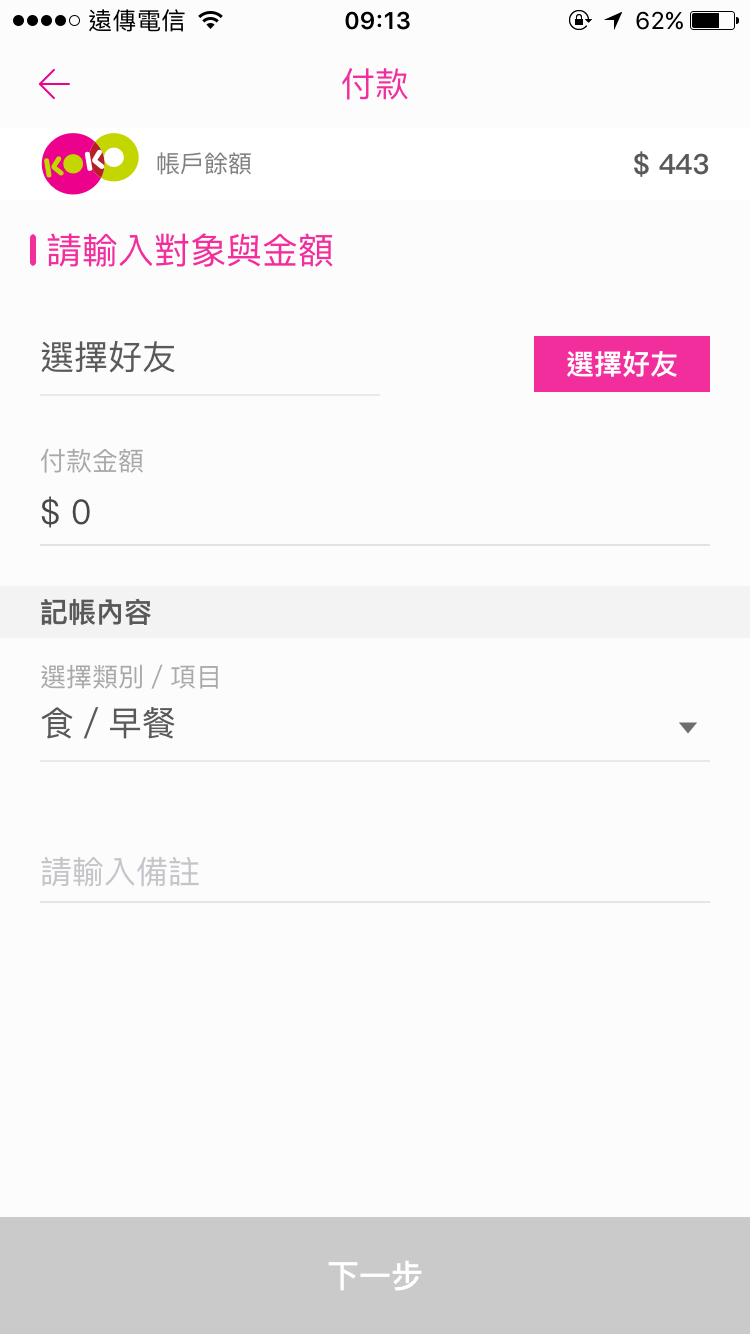 遠傳電信 09:13 62%
付款
KOKO 帳戶餘額 $ 443
請輸入對象與金額
選擇好友 選擇好友
付款金額
$ 0
記帳內容
選擇類別 / 項目
食 / 早餐
請輸入備註
下一步